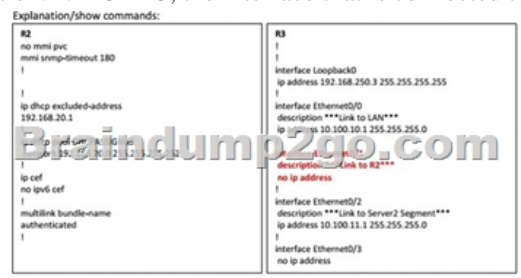 Explanation/show commands:
R2
no mmi pvc
mmi snmp-timeout 180
!
!
ip dhcp excluded-address
192.168.20.1
!
ip cef
no ipv6 cef
!
multilink bundle-name
authenticated
!
R3
!
!
interface Loopback0
ip address 192.168.250.3 255.255.255.255
!
interface Ethernet0/0
description ***Link to LAN***
ip address 10.100.10.1 255.255.255.0
description ***Link to R2***
no ip address
!
interface Ethernet0/2
description ***Link to Server2 Segment***
ip address 10.100.11.1 255.255.255.0
!
interface Ethernet0/3
no ip address
Braindump2go.com